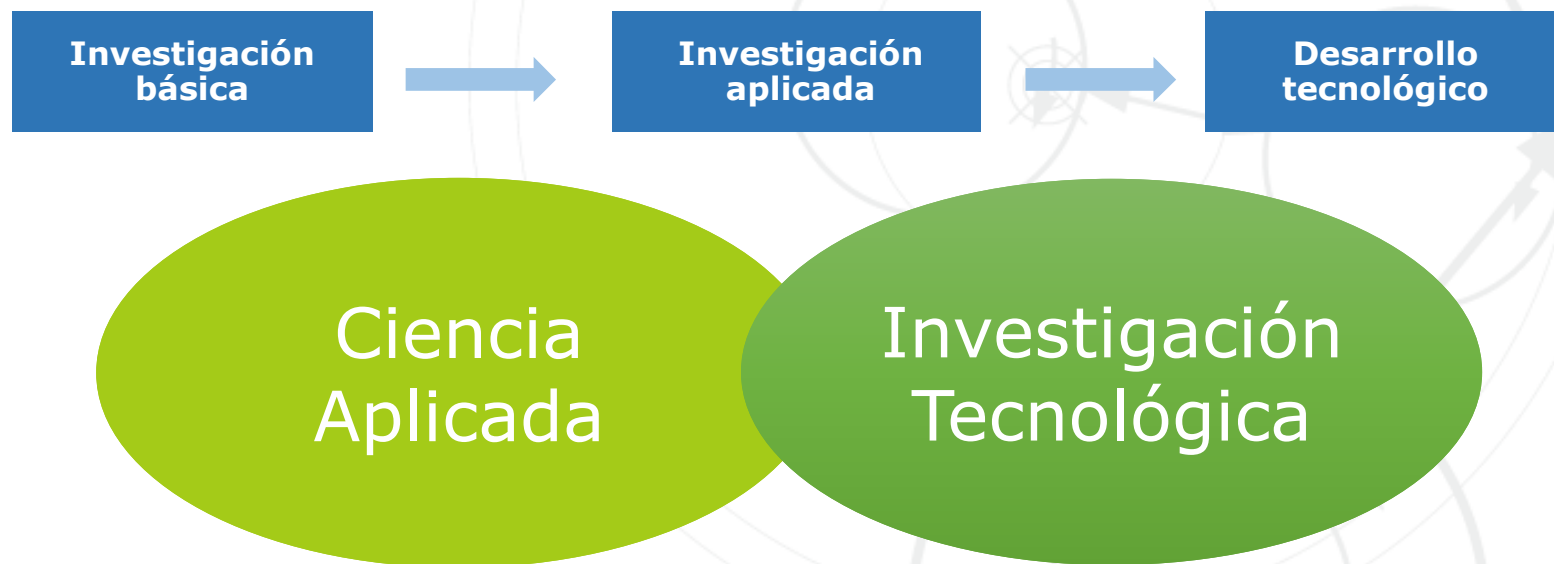 Investigación
básica
Investigación
aplicada
Desarrollo
tecnológico
Ciencia
Aplicada
Investigación
Tecnológica